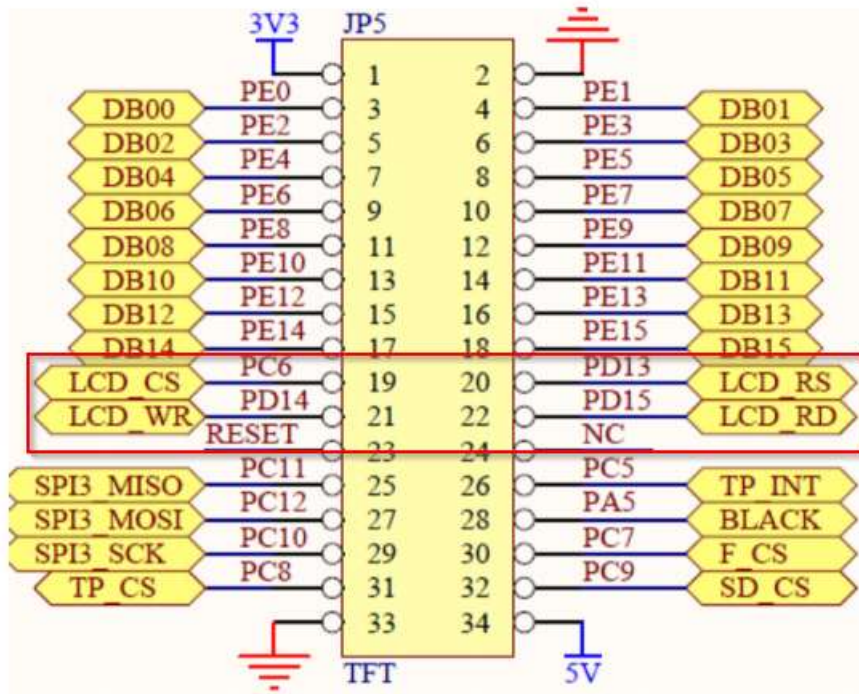 3V3 JP5
1 2
DB00 PE0 3 4 PE1 DB01
DB02 PE2 5 6 PE3 DB03
DB04 PE4 7 8 PE5 DB05
DB06 PE6 9 10 PE7 DB07
DB08 PE8 11 12 PE9 DB09
DB10 PE10 13 14 PE11 DB11
DB12 PE12 15 16 PE13 DB13
DB14 PE14 17 18 PE15 DB15
LCD_CS PC6 19 20 PD13 LCD_RS
LCD_WR PD14 21 22 PD15 LCD_RD
RESET 23 24 NC
SPI3_MISO PC11 25 26 PC5 TP_INT
SPI3_MOSI PC12 27 28 PA5 BLACK
SPI3_SCK PC10 29 30 PC7 F_CS
TP_CS PC8 31 32 PC9 SD_CS
33 34
TFT 5V